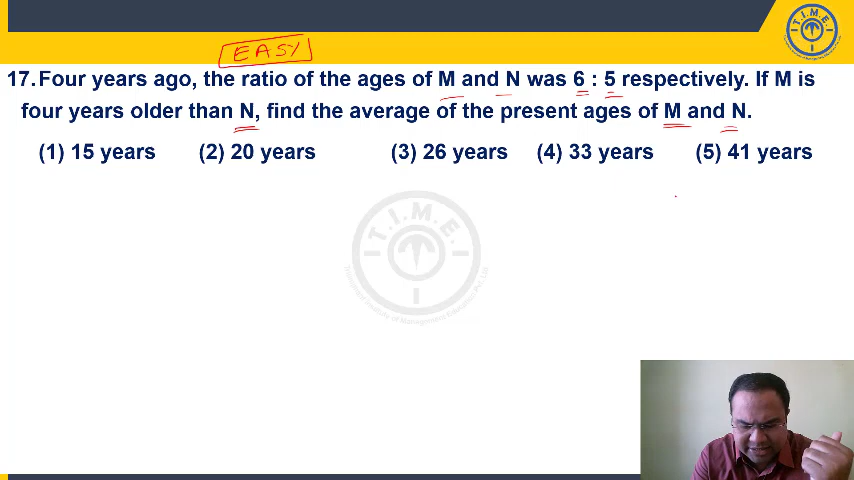 T.I.M.E.
EASY
17. Four years ago, the ratio of the ages of M and N was 6 : 5 respectively. If M is
four years older than N, find the average of the present ages of M and N.
(1) 15 years (2) 20 years (3) 26 years (4) 33 years (5) 41 years
T.I.M.E.